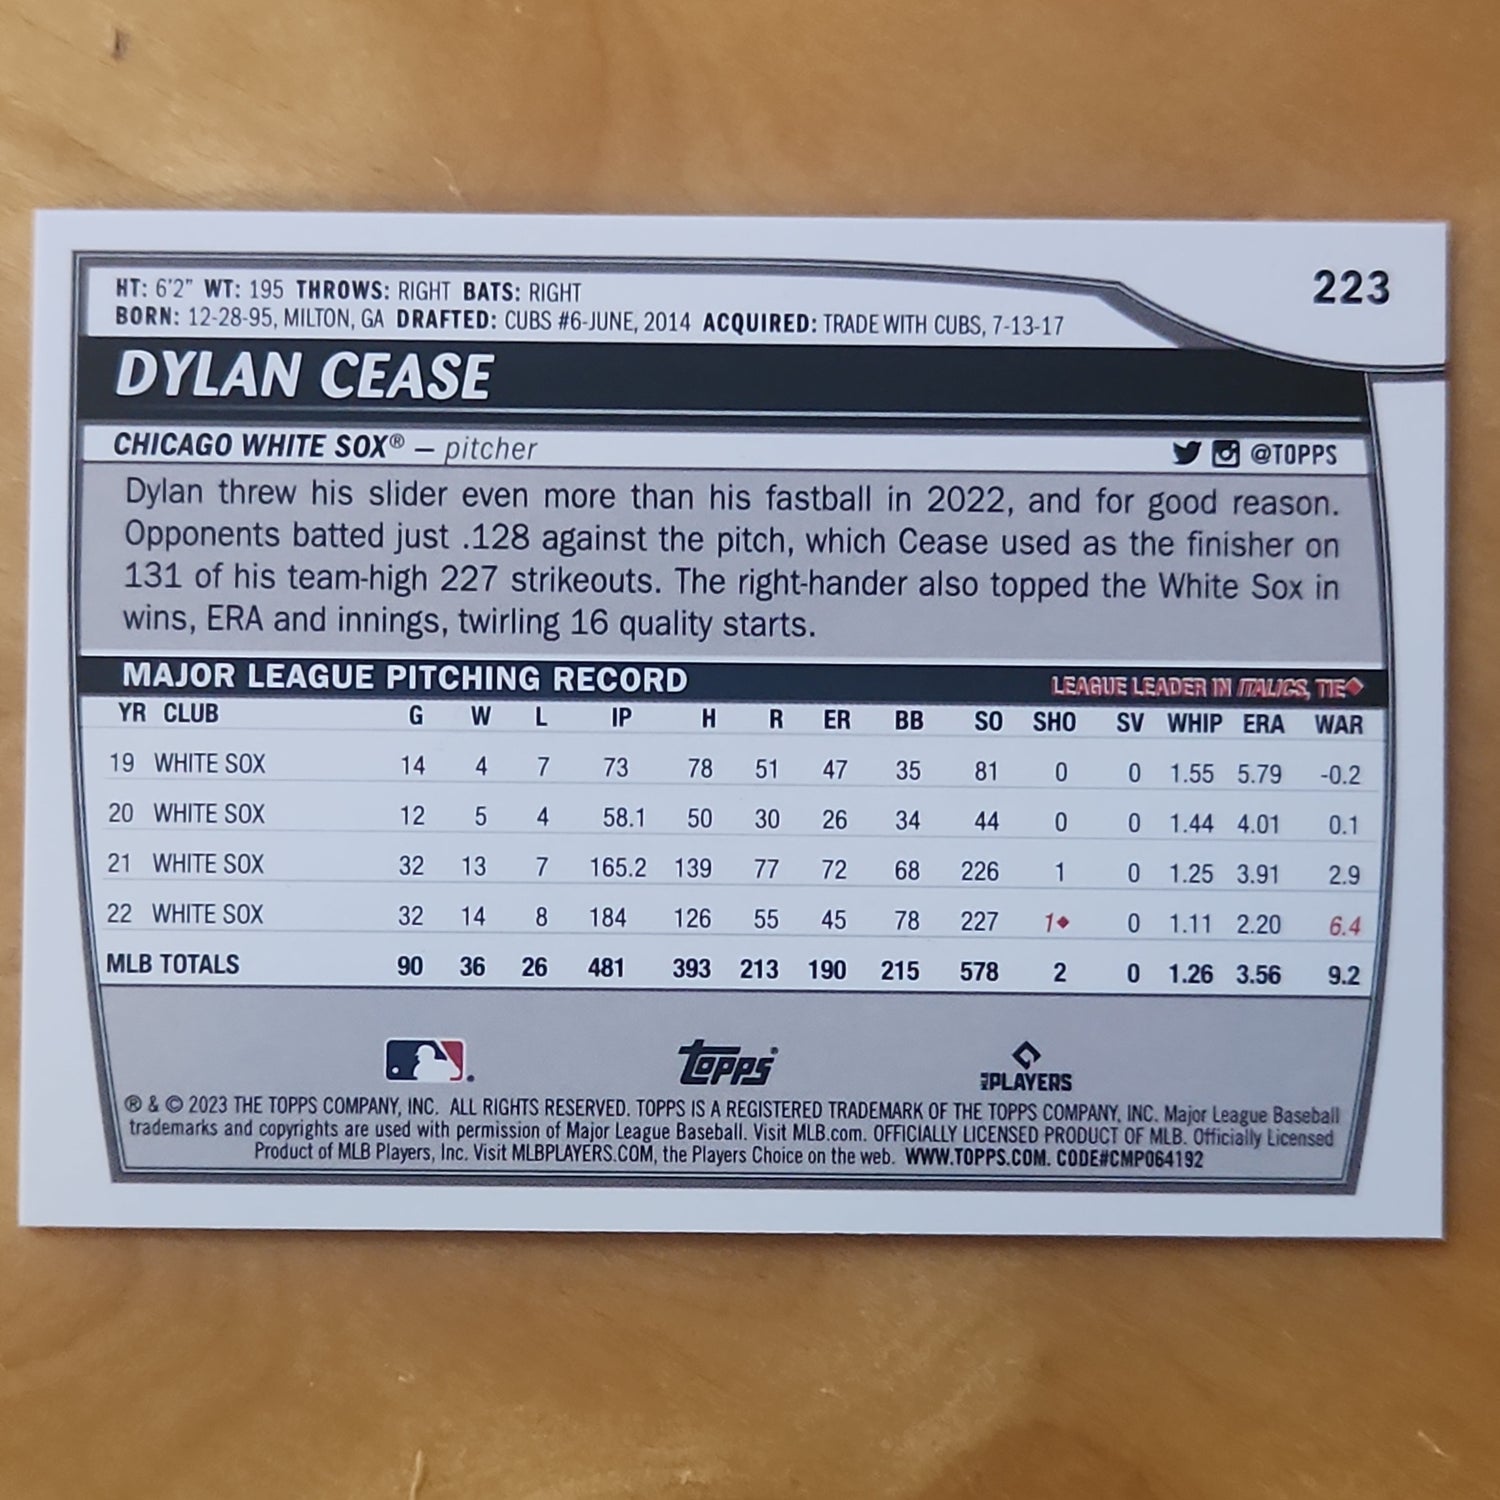 223
HT: 6'2" WT: 195 THROWS: RIGHT BATS: RIGHT
BORN: 12-28-95, MILTON, GA DRAFTED: CUBS #6-JUNE, 2014 ACQUIRED: TRADE WITH CUBS, 7-13-17
DYLAN CEASE
CHICAGO WHITE SOX® – pitcher @TOPPS
Dylan threw his slider even more than his fastball in 2022, and for good reason.
Opponents batted just .128 against the pitch, which Cease used as the finisher on
131 of his team-high 227 strikeouts. The right-hander also topped the White Sox in
wins, ERA and innings, twirling 16 quality starts.
MAJOR LEAGUE PITCHING RECORD LEAGUE LEADER IN ITALICS, TIE◆
YR CLUB G W L IP H R ER BB SO SHO SV WHIP ERA WAR
19 WHITE SOX 14 4 7 73 78 51 47 35 81 0 0 1.55 5.79 -0.2
20 WHITE SOX 12 5 4 58.1 50 30 26 34 44 0 0 1.44 4.01 0.1
21 WHITE SOX 32 13 7 165.2 139 77 72 68 226 1 0 1.25 3.91 2.9
22 WHITE SOX 32 14 8 184 126 55 45 78 227 1◆ 0 1.11 2.20 6.4
MLB TOTALS 90 36 26 481 393 213 190 215 578 2 0 1.26 3.56 9.2
topps MLB PLAYERS
® & © 2023 THE TOPPS COMPANY, INC. ALL RIGHTS RESERVED. TOPPS IS A REGISTERED TRADEMARK OF THE TOPPS COMPANY, INC. Major League Baseball
trademarks and copyrights are used with permission of Major League Baseball. Visit MLB.com. OFFICIALLY LICENSED PRODUCT OF MLB. Officially Licensed
Product of MLB Players, Inc. Visit MLBPLAYERS.COM, the Players Choice on the web. WWW.TOPPS.COM. CODE#CMP064192